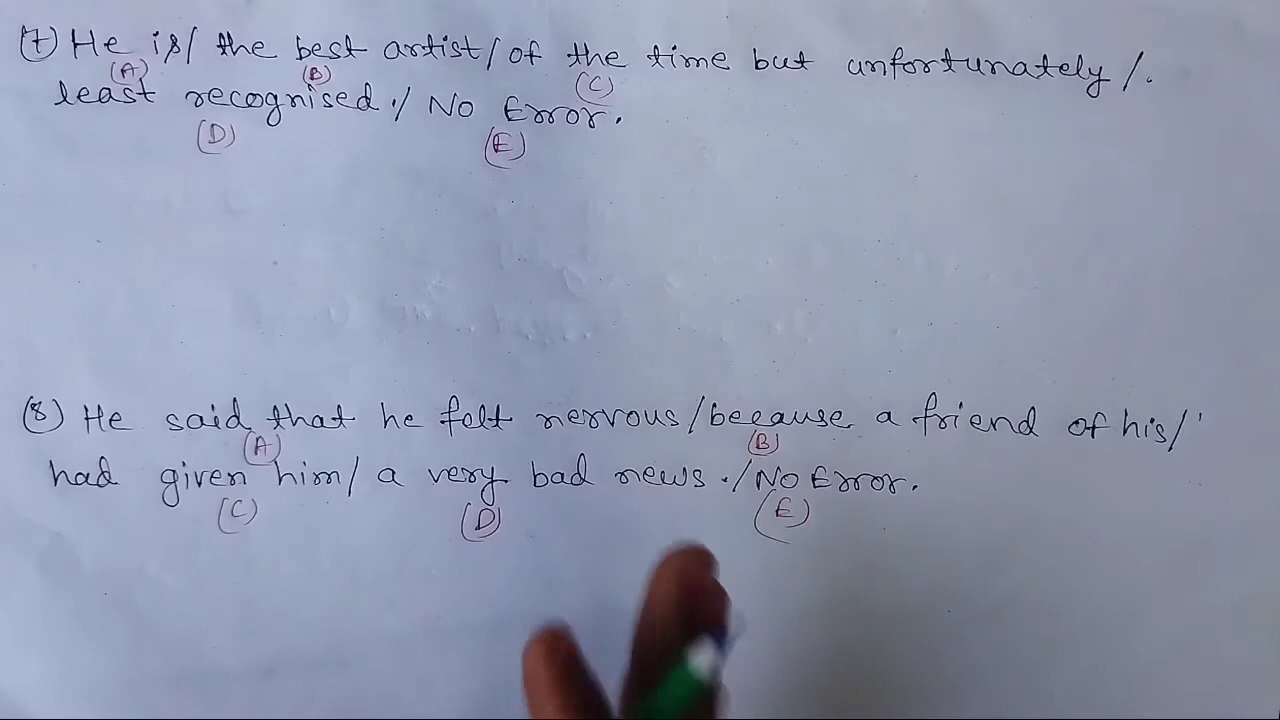 (7) He is/ the best artist/ of the time but unfortunately /.
(A) (B) (C)
least recognised ./ No Error.
(D) (E)
(8) He said that he felt nervous/because a friend of his/'
(A) (B)
had given him/ a very bad news ./No Error.
(C) (D) (E)